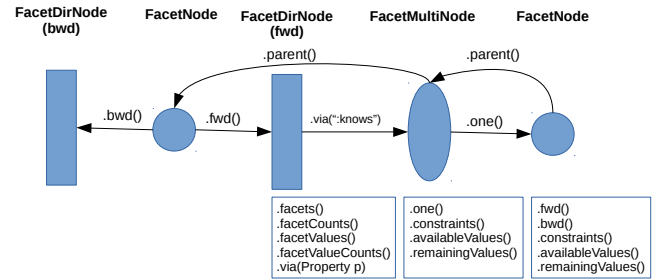 FacetDirNode
(bwd)
FacetNode
FacetDirNode
(fwd)
FacetMultiNode
FacetNode
.parent()
.parent()
.bwd()
.fwd()
.via(“:knows”)
.one()
.facets()
.facetCounts()
.facetValues()
.facetValueCounts()
.via(Property p)
.one()
.constraints()
.availableValues()
.remainingValues()
.fwd()
.bwd()
.constraints()
.availableValues()
.remainingValues()